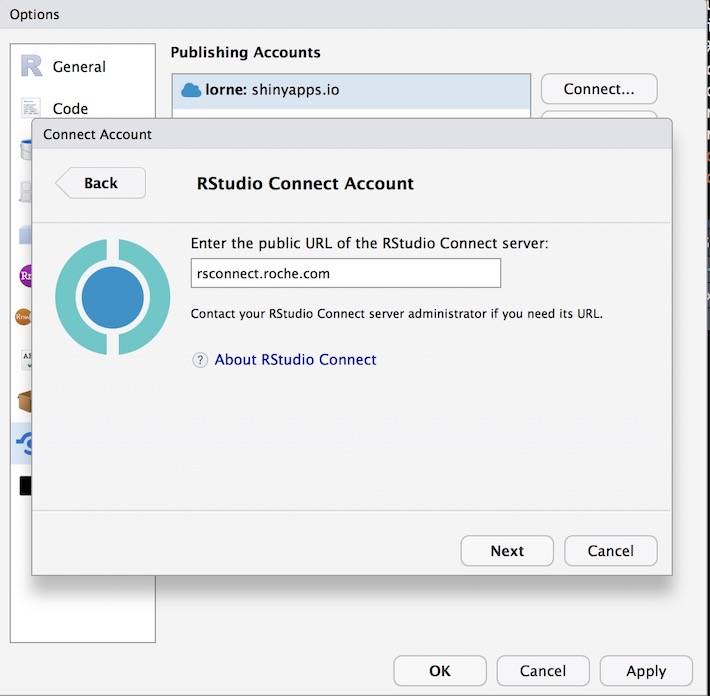 Options
General
Code
Publishing Accounts
lorne: shinyapps.io
Connect...
Connect Account
Back
RStudio Connect Account
Enter the public URL of the RStudio Connect server:
rsconnect.roche.com
Contact your RStudio Connect server administrator if you need its URL.
? About RStudio Connect
Next
Cancel
OK
Cancel
Apply